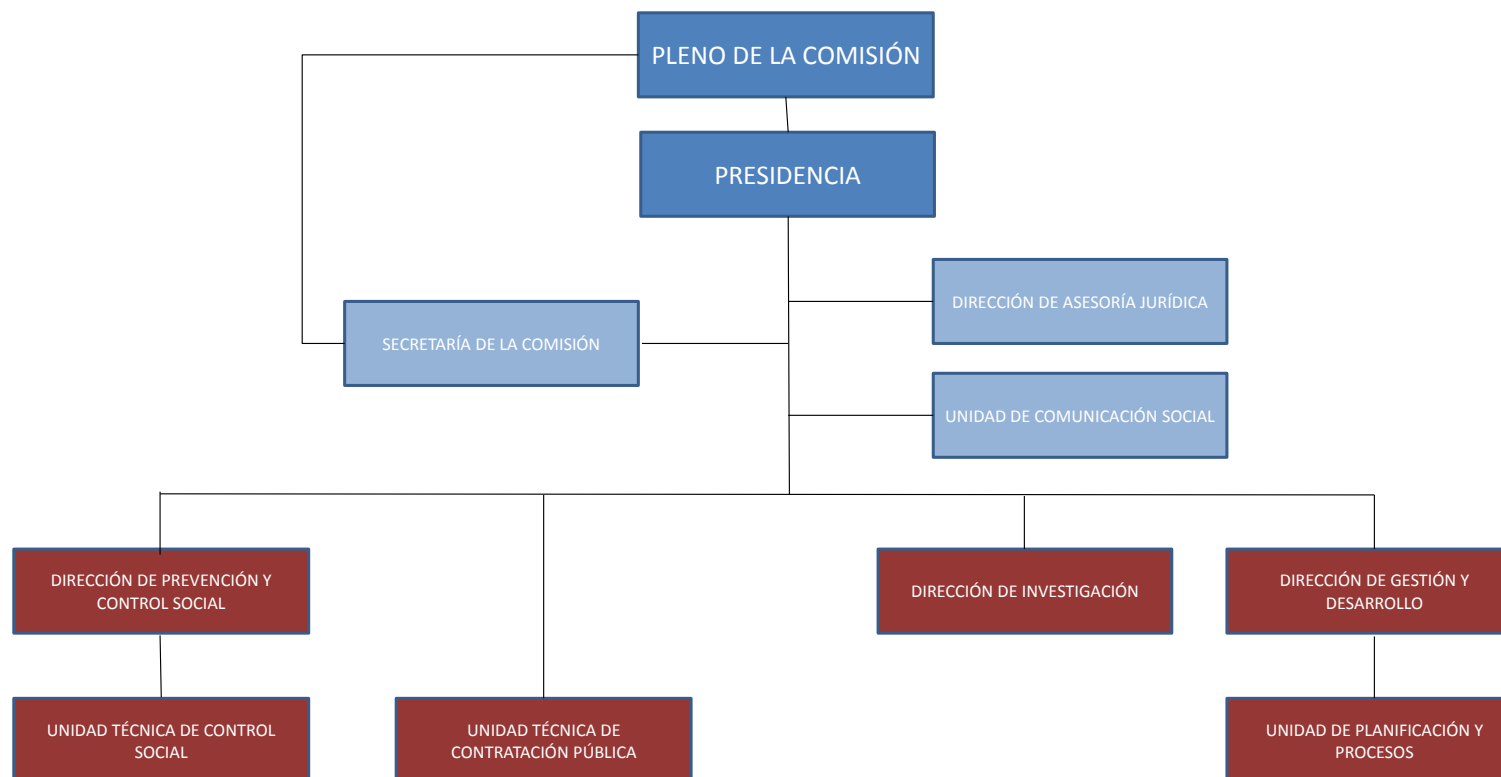 PLENO DE LA COMISIÓN
PRESIDENCIA
DIRECCIÓN DE ASESORÍA JURÍDICA
SECRETARÍA DE LA COMISIÓN
UNIDAD DE COMUNICACIÓN SOCIAL
DIRECCIÓN DE PREVENCIÓN Y
CONTROL SOCIAL
DIRECCIÓN DE INVESTIGACIÓN
DIRECCIÓN DE GESTIÓN Y
DESARROLLO
UNIDAD TÉCNICA DE CONTROL
SOCIAL
UNIDAD TÉCNICA DE
CONTRATACIÓN PÚBLICA
UNIDAD DE PLANIFICACIÓN Y
PROCESOS